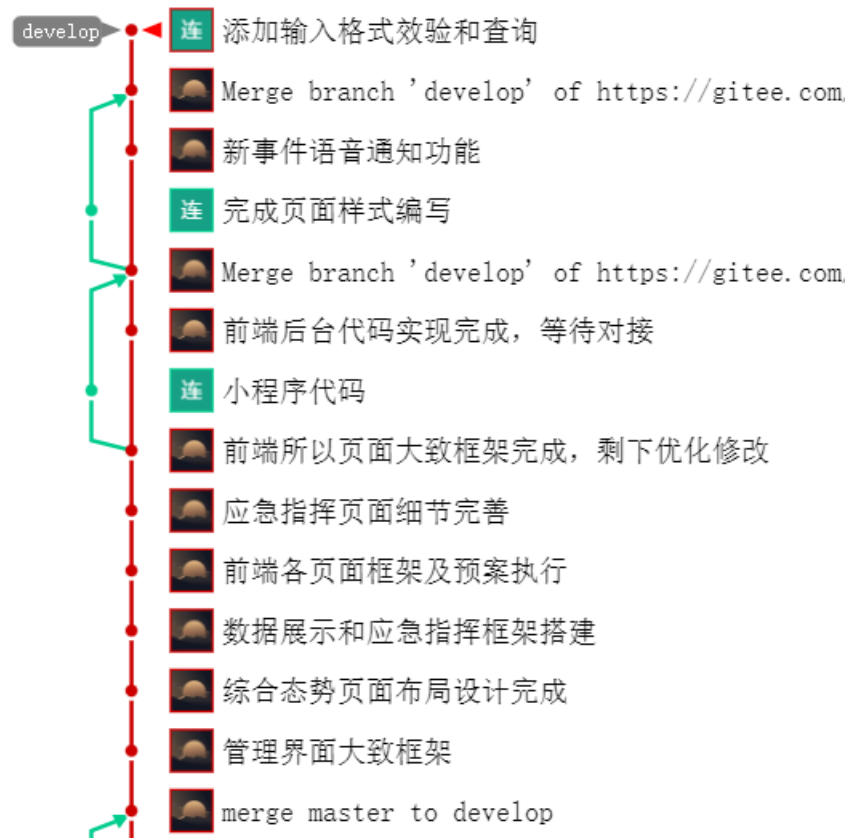 develop
连 添加输入格式效验和查询
Merge branch 'develop' of https://gitee.com
新事件语音通知功能
连 完成页面样式编写
Merge branch 'develop' of https://gitee.com
前端后台代码实现完成，等待对接
连 小程序代码
前端所以页面大致框架完成，剩下优化修改
应急指挥页面细节完善
前端各页面框架及预案执行
数据展示和应急指挥框架搭建
综合态势页面布局设计完成
管理界面大致框架
merge master to develop